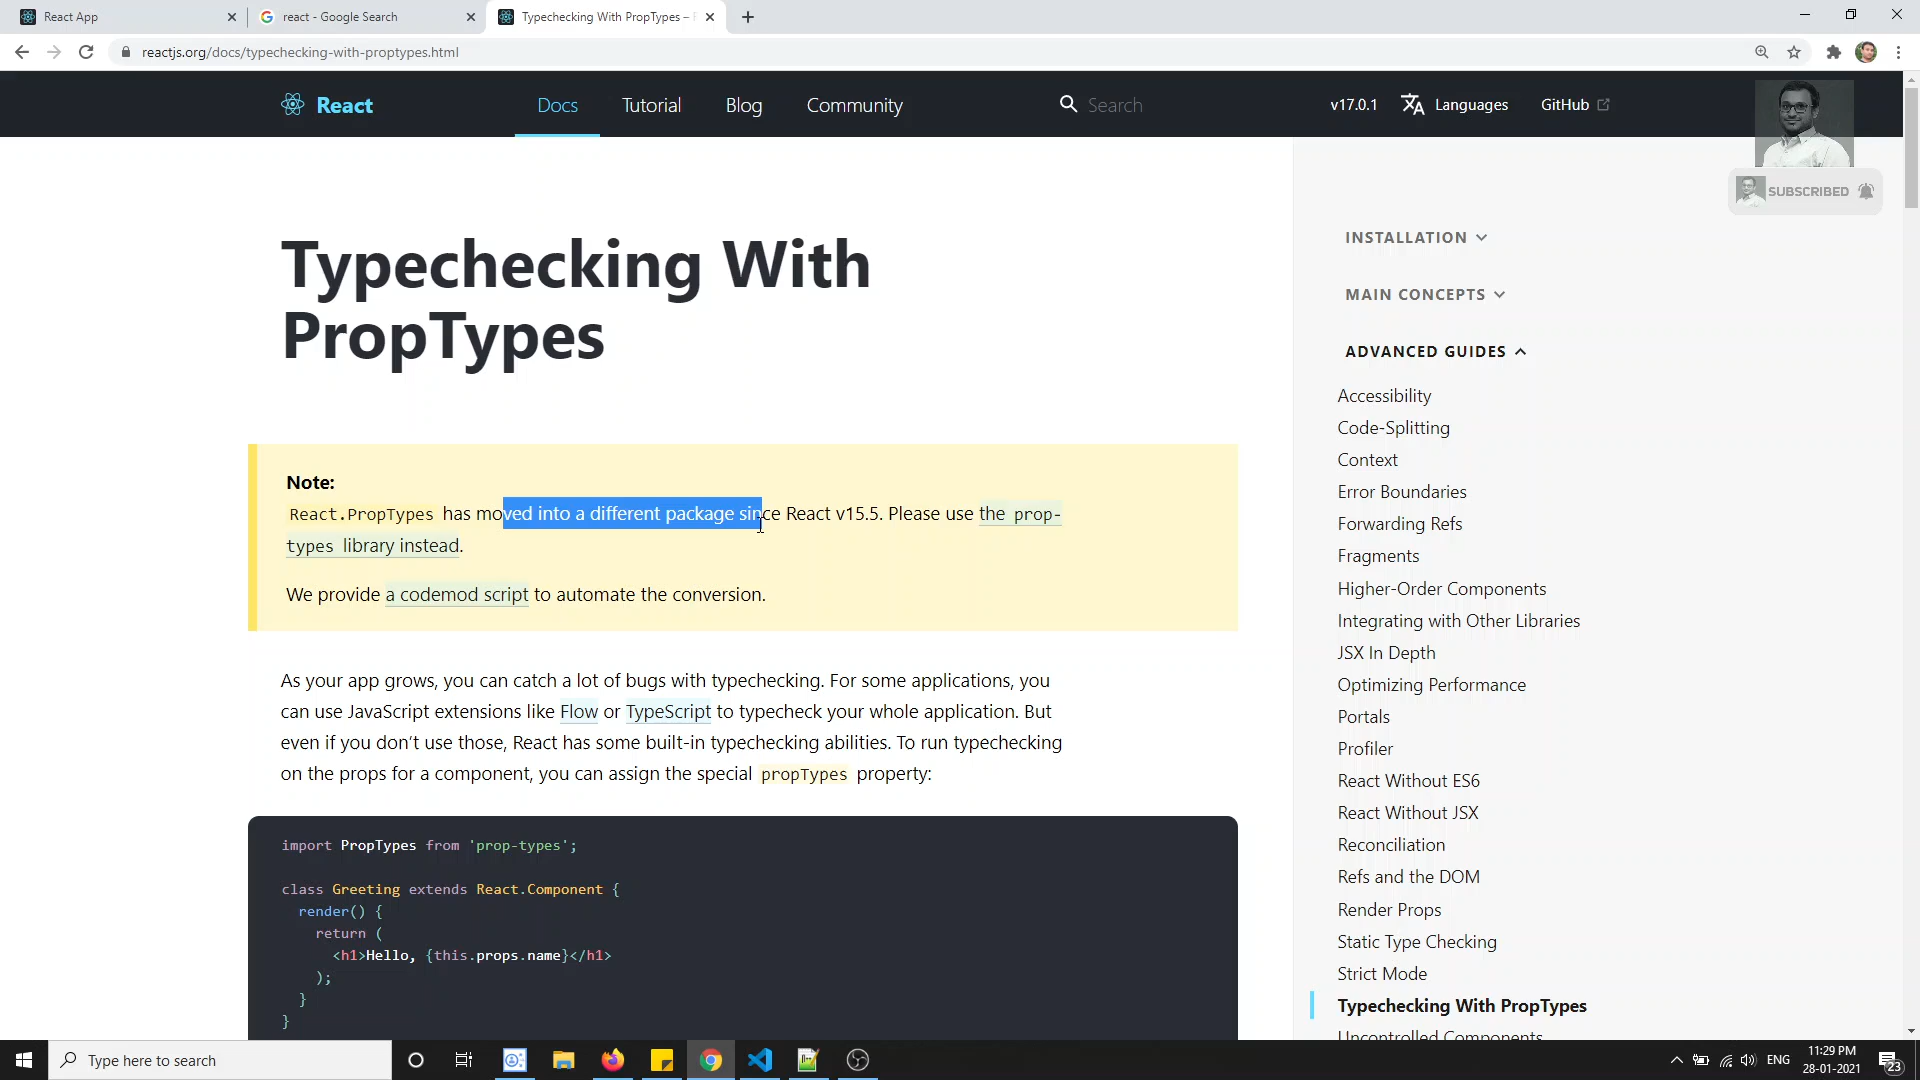 React App
react - Google Search
Typechecking With PropTypes –
reactjs.org/docs/typechecking-with-proptypes.html
React
Docs
Tutorial
Blog
Community
Search
v17.0.1
Languages
GitHub
SUBSCRIBED
Typechecking With
PropTypes
Note:
React.PropTypes has moved into a different package since React v15.5. Please use the prop-
types library instead.
We provide a codemod script to automate the conversion.
As your app grows, you can catch a lot of bugs with typechecking. For some applications, you
can use JavaScript extensions like Flow or TypeScript to typecheck your whole application. But
even if you don’t use those, React has some built-in typechecking abilities. To run typechecking
on the props for a component, you can assign the special propTypes property:
import PropTypes from 'prop-types';
class Greeting extends React.Component {
render() {
return (
<h1>Hello, {this.props.name}</h1>
);
}
}
INSTALLATION
MAIN CONCEPTS
ADVANCED GUIDES
Accessibility
Code-Splitting
Context
Error Boundaries
Forwarding Refs
Fragments
Higher-Order Components
Integrating with Other Libraries
JSX In Depth
Optimizing Performance
Portals
Profiler
React Without ES6
React Without JSX
Reconciliation
Refs and the DOM
Render Props
Static Type Checking
Strict Mode
Typechecking With PropTypes
Uncontrolled Components
Type here to search
ENG
11:29 PM
28-01-2021
23